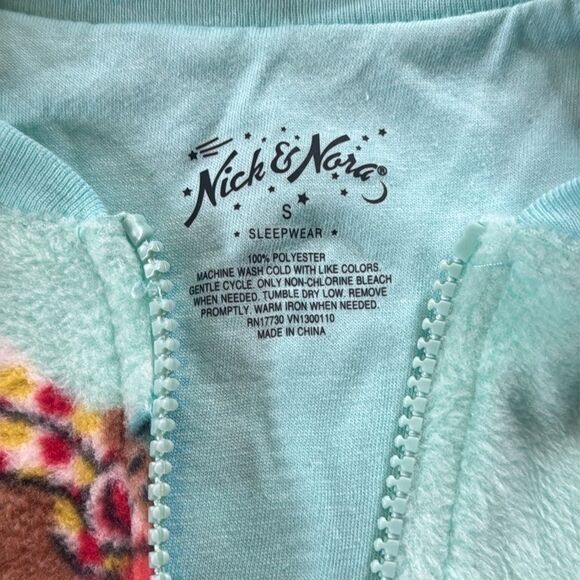 Nick & Nora®
S
SLEEPWEAR
100% POLYESTER
MACHINE WASH COLD WITH LIKE COLORS.
GENTLE CYCLE. ONLY NON-CHLORINE BLEACH
WHEN NEEDED. TUMBLE DRY LOW. REMOVE
PROMPTLY. WARM IRON WHEN NEEDED.
RN17730 VN1300110
MADE IN CHINA